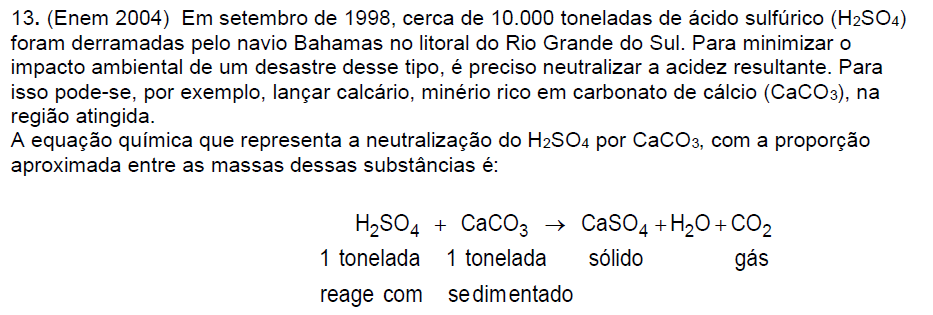 13. (Enem 2004)  Em setembro de 1998, cerca de 10.000 toneladas de ácido sulfúrico (H₂SO₄)
foram derramadas pelo navio Bahamas no litoral do Rio Grande do Sul. Para minimizar o
impacto ambiental de um desastre desse tipo, é preciso neutralizar a acidez resultante. Para
isso pode-se, por exemplo, lançar calcário, minério rico em carbonato de cálcio (CaCO₃), na
região atingida.
A equação química que representa a neutralização do H₂SO₄ por CaCO₃, com a proporção
aproximada entre as massas dessas substâncias é:
H₂SO₄ + CaCO₃ → CaSO₄ + H₂O + CO₂
1 tonelada 1 tonelada sólido gás
reage com sedimentado